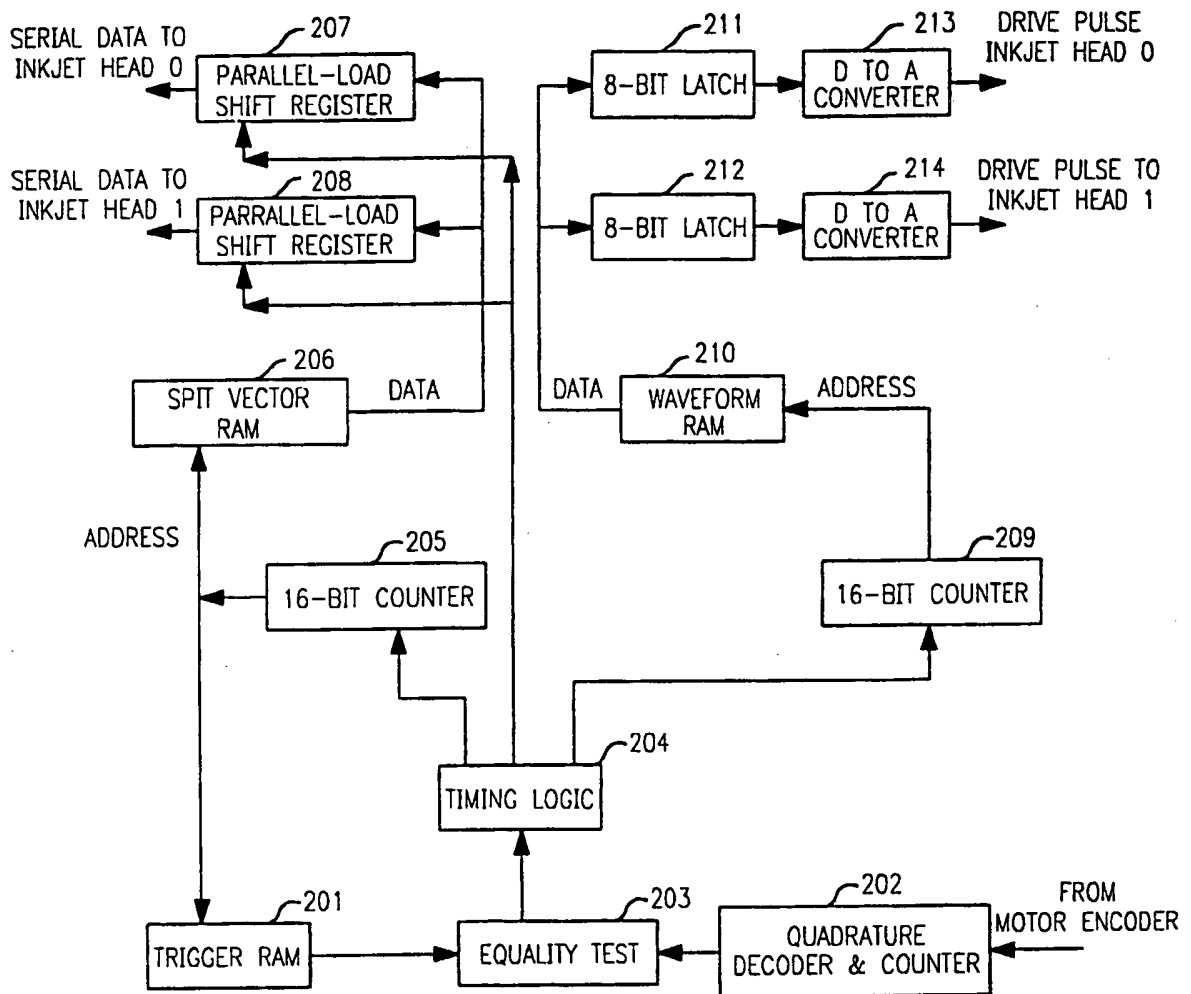 SERIAL DATA TO
INKJET HEAD 0
207
PARALLEL-LOAD
SHIFT REGISTER
211
8-BIT LATCH
213
D TO A
CONVERTER
DRIVE PULSE
INKJET HEAD 0
SERIAL DATA TO
INKJET HEAD 1
208
PARRALLEL-LOAD
SHIFT REGISTER
212
8-BIT LATCH
214
D TO A
CONVERTER
DRIVE PULSE TO
INKJET HEAD 1
206
SPIT VECTOR
RAM
DATA
DATA
210
WAVEFORM
RAM
ADDRESS
ADDRESS
205
16-BIT COUNTER
209
16-BIT COUNTER
204
TIMING LOGIC
201
TRIGGER RAM
203
EQUALITY TEST
202
QUADRATURE
DECODER & COUNTER
FROM
MOTOR ENCODER